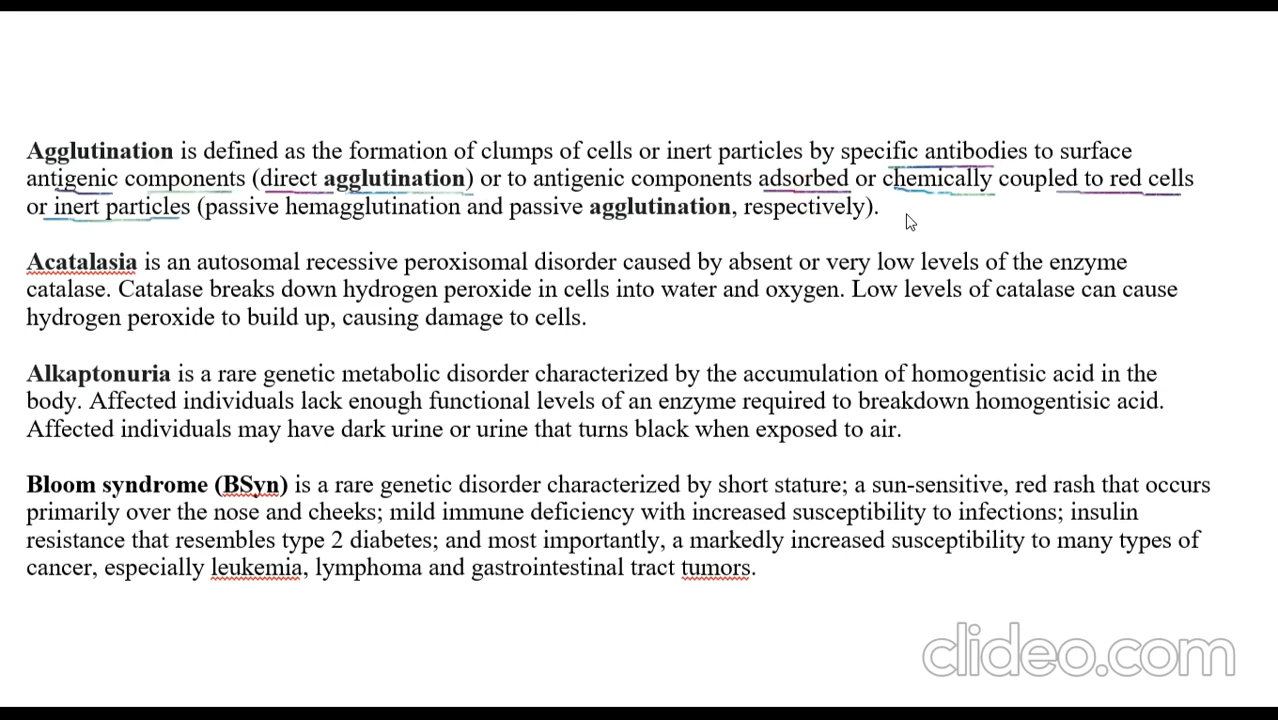 Agglutination is defined as the formation of clumps of cells or inert particles by specific antibodies to surface
antigenic components (direct agglutination) or to antigenic components adsorbed or chemically coupled to red cells
or inert particles (passive hemagglutination and passive agglutination, respectively).
Acatalasia is an autosomal recessive peroxisomal disorder caused by absent or very low levels of the enzyme
catalase. Catalase breaks down hydrogen peroxide in cells into water and oxygen. Low levels of catalase can cause
hydrogen peroxide to build up, causing damage to cells.
Alkaptonuria is a rare genetic metabolic disorder characterized by the accumulation of homogentisic acid in the
body. Affected individuals lack enough functional levels of an enzyme required to breakdown homogentisic acid.
Affected individuals may have dark urine or urine that turns black when exposed to air.
Bloom syndrome (BSyn) is a rare genetic disorder characterized by short stature; a sun-sensitive, red rash that occurs
primarily over the nose and cheeks; mild immune deficiency with increased susceptibility to infections; insulin
resistance that resembles type 2 diabetes; and most importantly, a markedly increased susceptibility to many types of
cancer, especially leukemia, lymphoma and gastrointestinal tract tumors.
clideo.com